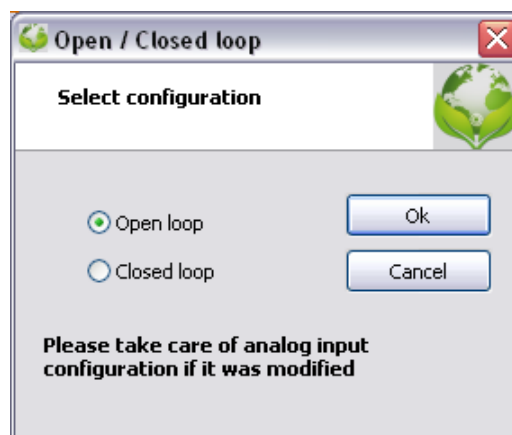 Open / Closed loop
Select configuration
Open loop
Ok
Closed loop
Cancel
Please take care of analog input
configuration if it was modified